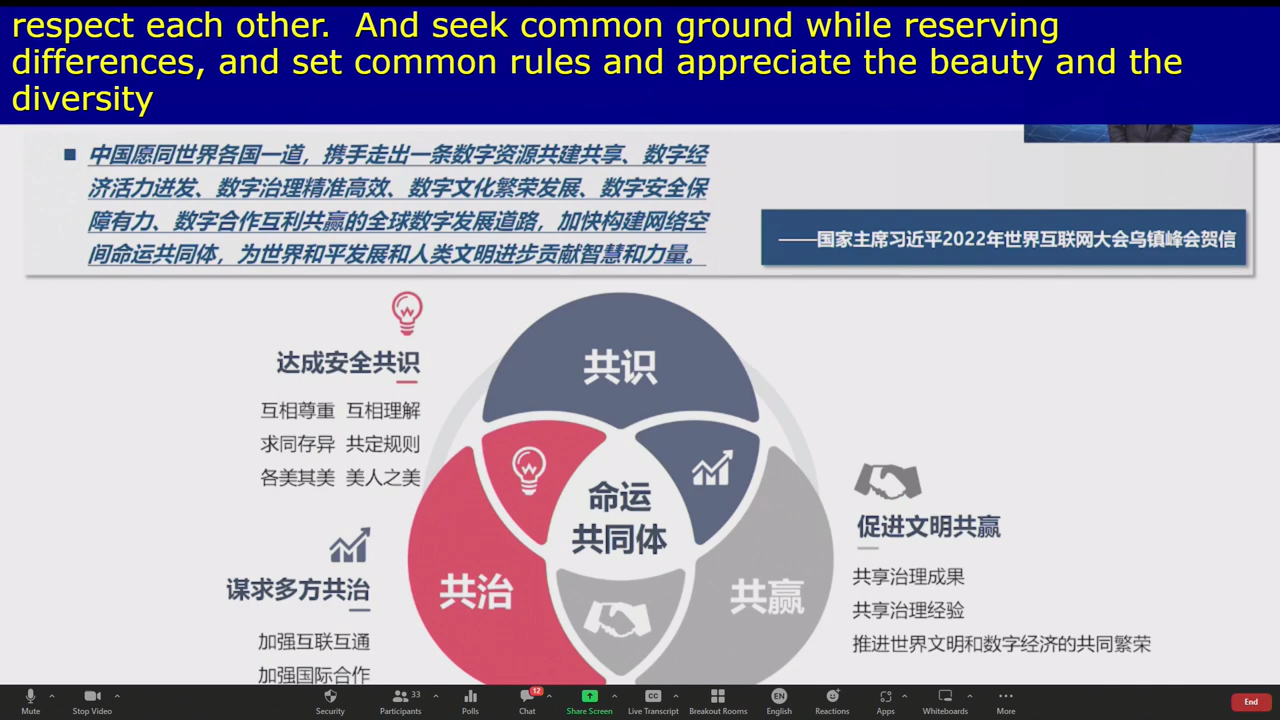 respect each other.  And seek common ground while reserving
differences, and set common rules and appreciate the beauty and the
diversity
■ 中国愿同世界各国一道，携手走出一条数字资源共建共享、数字经
济活力迸发、数字治理精准高效、数字文化繁荣发展、数字安全保
障有力、数字合作互利共赢的全球数字发展道路，加快构建网络空
间命运共同体，为世界和平发展和人类文明进步贡献智慧和力量。
——国家主席习近平2022年世界互联网大会乌镇峰会贺信
达成安全共识
互相尊重 互相理解
求同存异 共定规则
各美其美 美人之美
谋求多方共治
加强互联互通
加强国际合作
共识
命运
共同体
共治
共赢
促进文明共赢
共享治理成果
共享治理经验
推进世界文明和数字经济的共同繁荣
Mute
Stop Video
Security
33
Participants
Polls
12
Chat
Share Screen
CC
Live Transcript
Breakout Rooms
EN
English
Reactions
Apps
Whiteboards
More
End